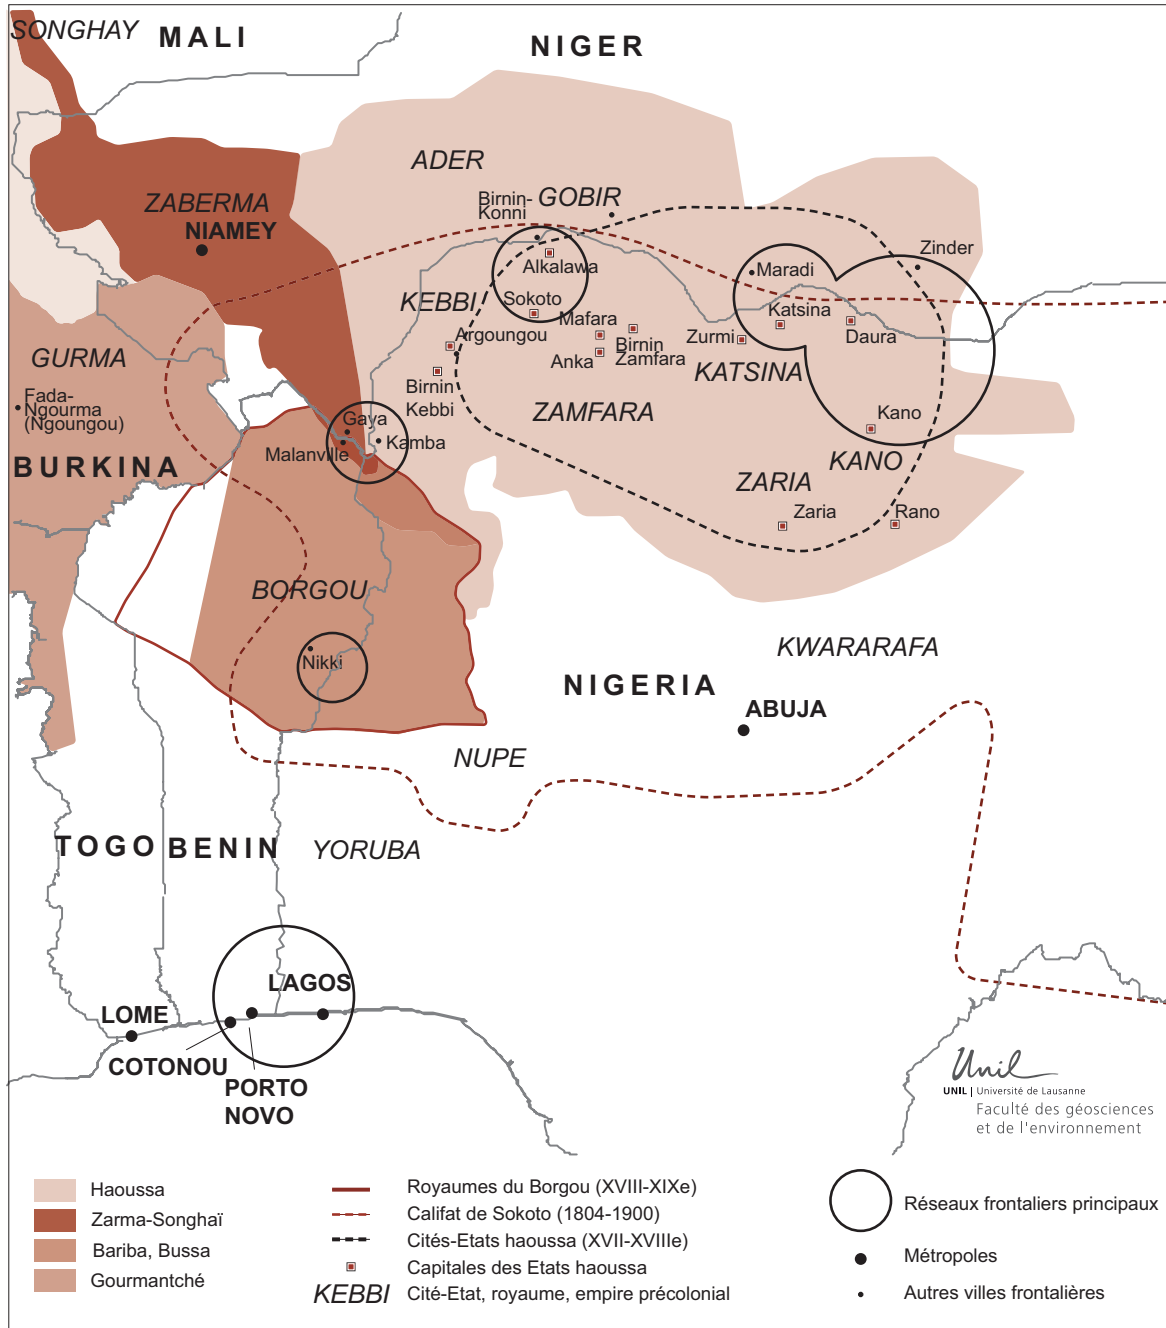 SONGHAY
MALI
NIGER
ADER
Birnin-
Konni
GOBIR
ZABERMA
NIAMEY
Alkalawa
Maradi
Zinder
KEBBI
Sokoto
Mafara
Katsina
Argoungou
Birnin
Zamfara
Zurmi
Daura
GURMA
Anka
KATSINA
Fada-
Ngourma
(Ngoungou)
Birnin
Kebbi
ZAMFARA
Kano
Gaya
Kamba
Malanville
BURKINA
KANO
ZARIA
Zaria
Rano
BORGOU
Nikki
KWARARAFA
NIGERIA
ABUJA
NUPE
TOGO
BENIN
YORUBA
LAGOS
LOME
COTONOU
PORTO
NOVO
Unil
UNIL | Université de Lausanne
Faculté des géosciences
et de l'environnement
Haoussa
Zarma-Songhaï
Bariba, Bussa
Gourmantché
Royaumes du Borgou (XVIII-XIXe)
Califat de Sokoto (1804-1900)
Cités-Etats haoussa (XVII-XVIIIe)
Capitales des Etats haoussa
KEBBI Cité-Etat, royaume, empire précolonial
Réseaux frontaliers principaux
Métropoles
Autres villes frontalières